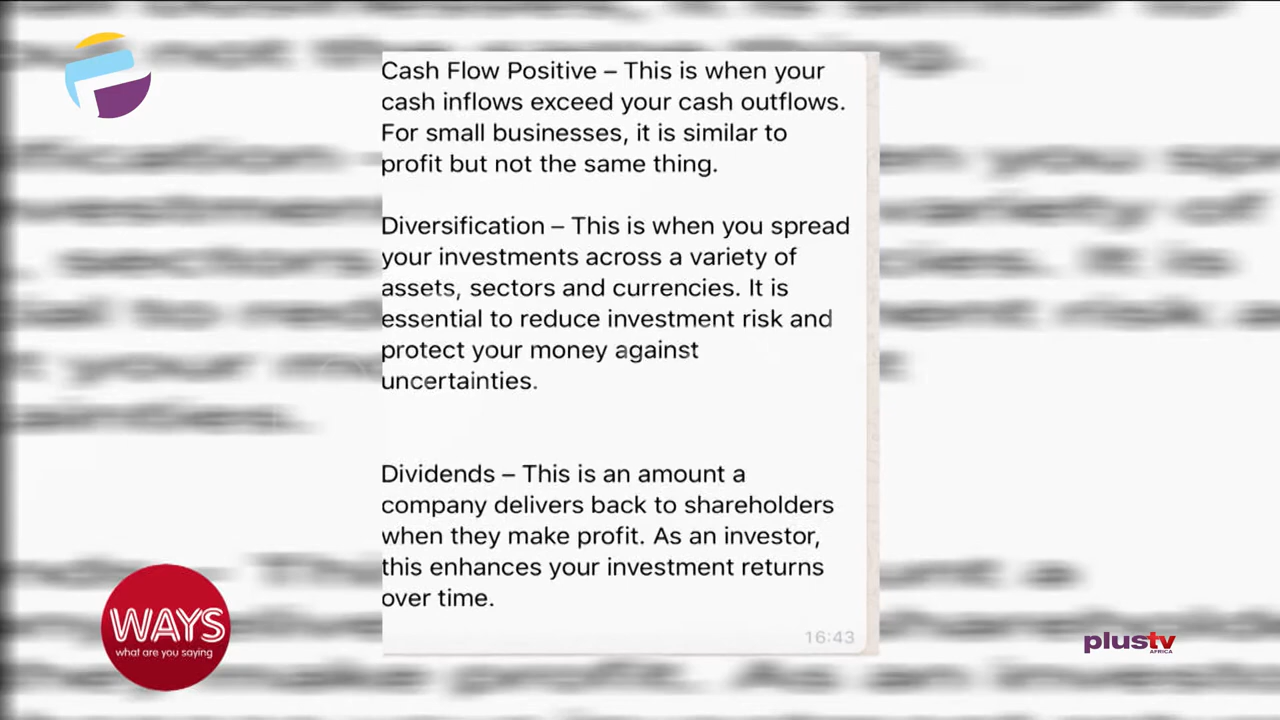 Cash Flow Positive – This is when your
cash inflows exceed your cash outflows.
For small businesses, it is similar to
profit but not the same thing.
Diversification – This is when you spread
your investments across a variety of
assets, sectors and currencies. It is
essential to reduce investment risk and
protect your money against
uncertainties.
Dividends – This is an amount a
company delivers back to shareholders
when they make profit. As an investor,
this enhances your investment returns
over time.
16:43
WAYS
what are you saying
plustv
AFRICA